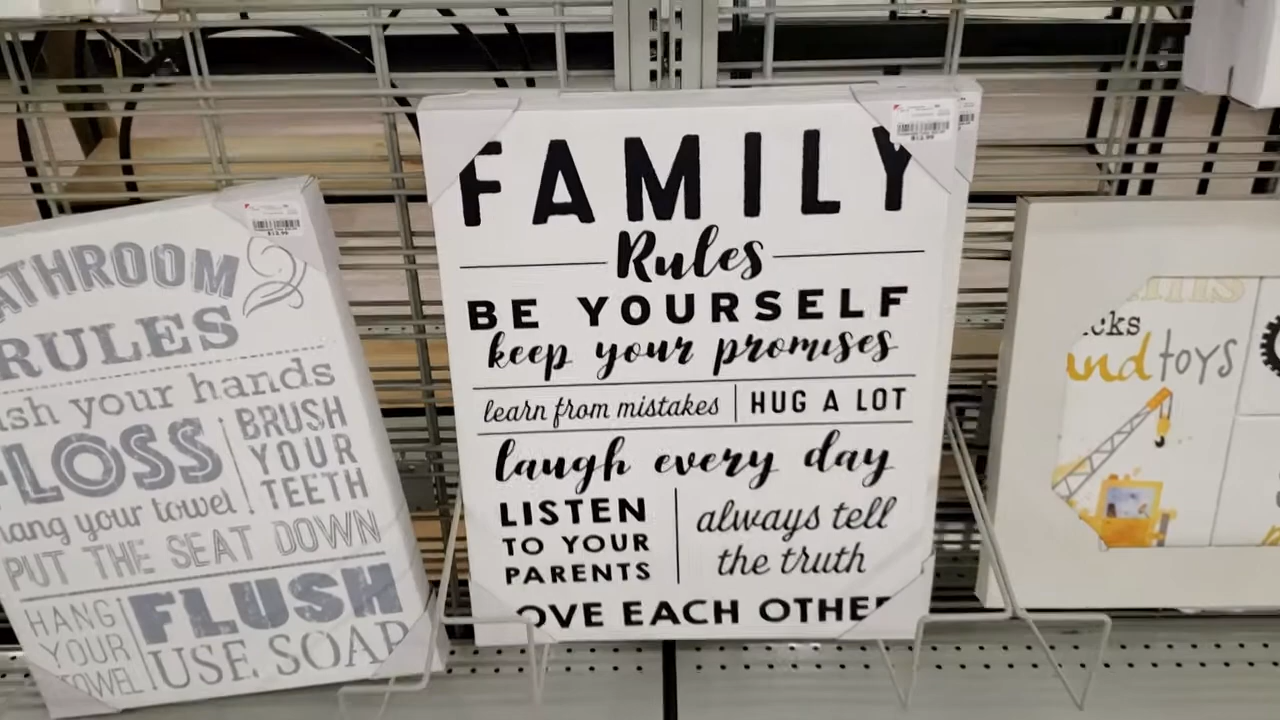 ATHROOM
RULES
sh your hands
FLOSS
BRUSH
YOUR
TEETH
hang your towel
PUT THE SEAT DOWN
HANG
YOUR
TOWEL
FLUSH
USE SOAP
FAMILY
Rules
BE YOURSELF
keep your promises
learn from mistakes
HUG A LOT
laugh every day
LISTEN
TO YOUR
PARENTS
always tell
the truth
OVE EACH OTHER
cks
and toys